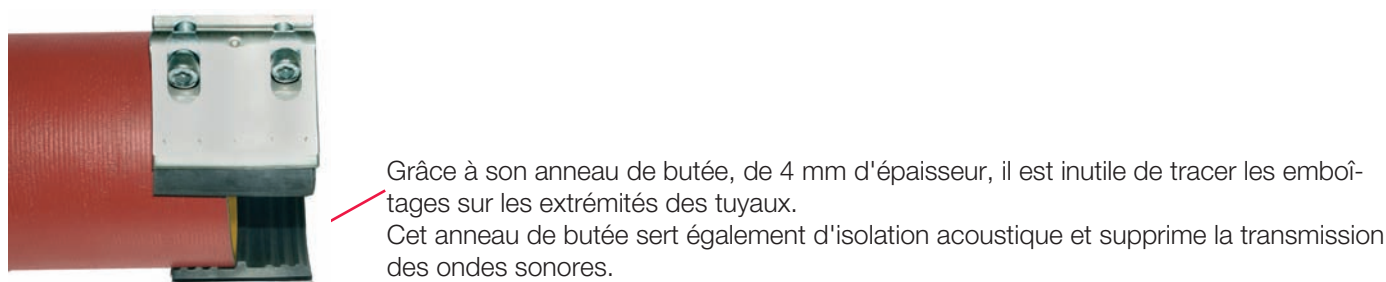 Grâce à son anneau de butée, de 4 mm d'épaisseur, il est inutile de tracer les emboî-
tages sur les extrémités des tuyaux.
Cet anneau de butée sert également d'isolation acoustique et supprime la transmission
des ondes sonores.